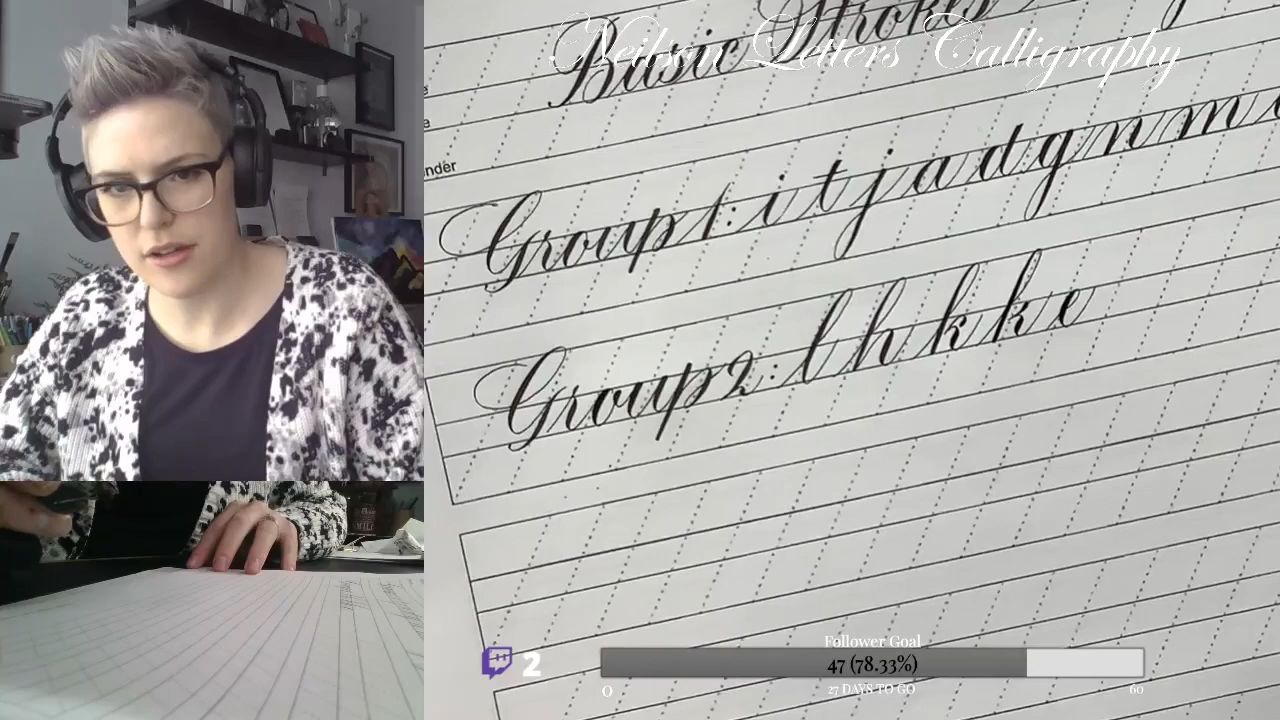 Neilson Letters Calligraphy
Basic Strokes
nder
Group 1: i t j a d g n m
Group 2: l h k k e
2
Follower Goal
47 (78.33%)
0
27 DAYS TO GO
60